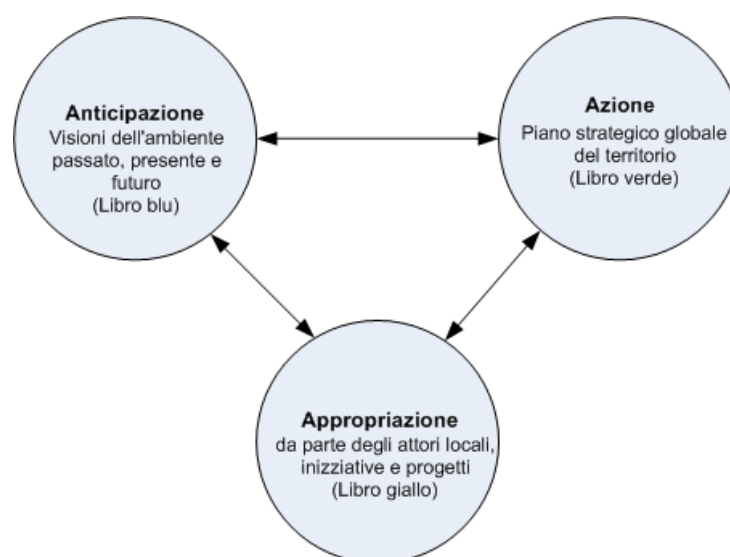 Anticipazione
Visioni dell'ambiente
passato, presente e
futuro
(Libro blu)
Azione
Piano strategico globale
del territorio
(Libro verde)
Appropriazione
da parte degli attori locali,
inizziative e progetti
(Libro giallo)